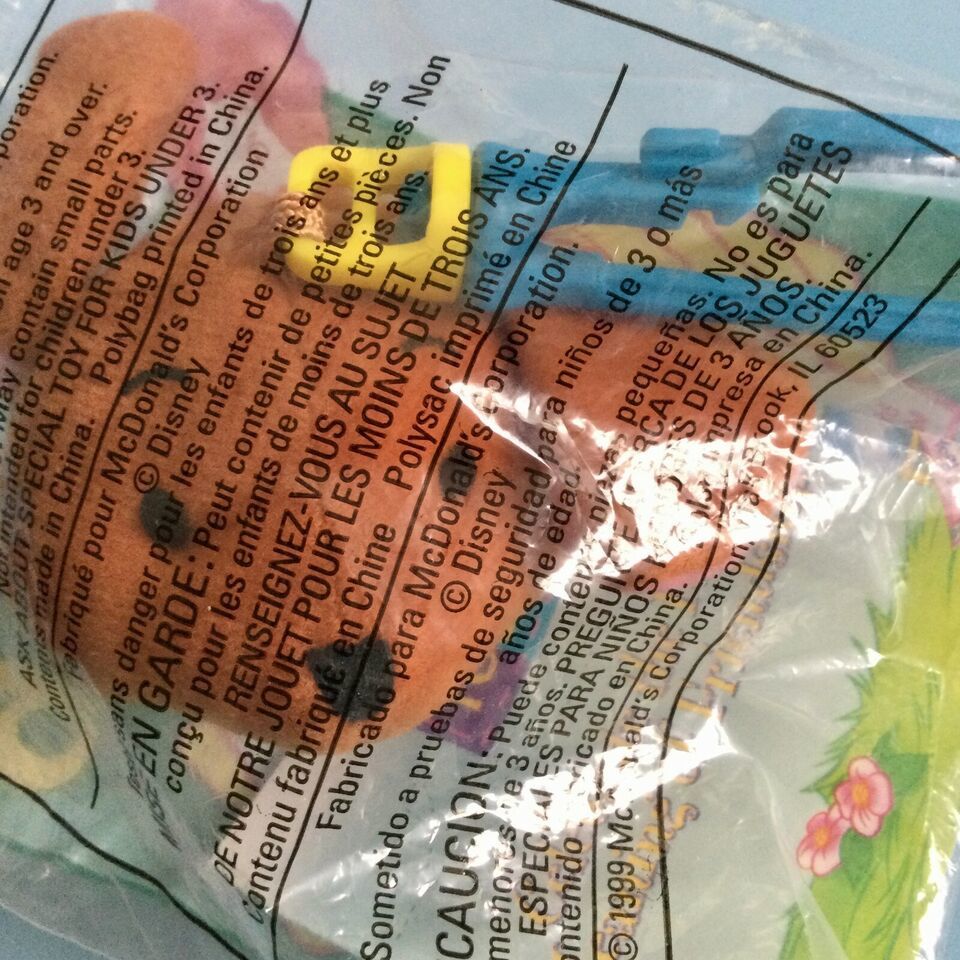 poration.
age 3 and over.
May contain small parts.
Not intended for children under 3.
ASK ABOUT SPECIAL TOY FOR KIDS UNDER 3.
Contents made in China. Polybag printed in China.
Fabriqué pour McDonald's Corporation
© Disney
sans danger pour les enfants de trois ans et plus
MISE EN GARDE: Peut contenir de petites pièces. Non
conçu pour les enfants de moins de trois ans.
RENSEIGNEZ-VOUS AU SUJET
DE NOTRE JOUET POUR LES MOINS DE TROIS ANS.
Contenu fabriqué en Chine Polysac imprimé en Chine
Fabricado para McDonald's Corporation.
© Disney
Sometido a pruebas de seguridad para niños de 3 o más
años de edad.
CAUCION: Puede contener piezas pequeñas. No es para
menores de 3 años. PREGUNTE ACERCA DE LOS JUGUETES
ESPECIALES PARA NIÑOS DE 3 AÑOS.
Contenido fabricado en China. impresa en China.
© 1999 McDonald's Corporation Oak Brook, IL 60523